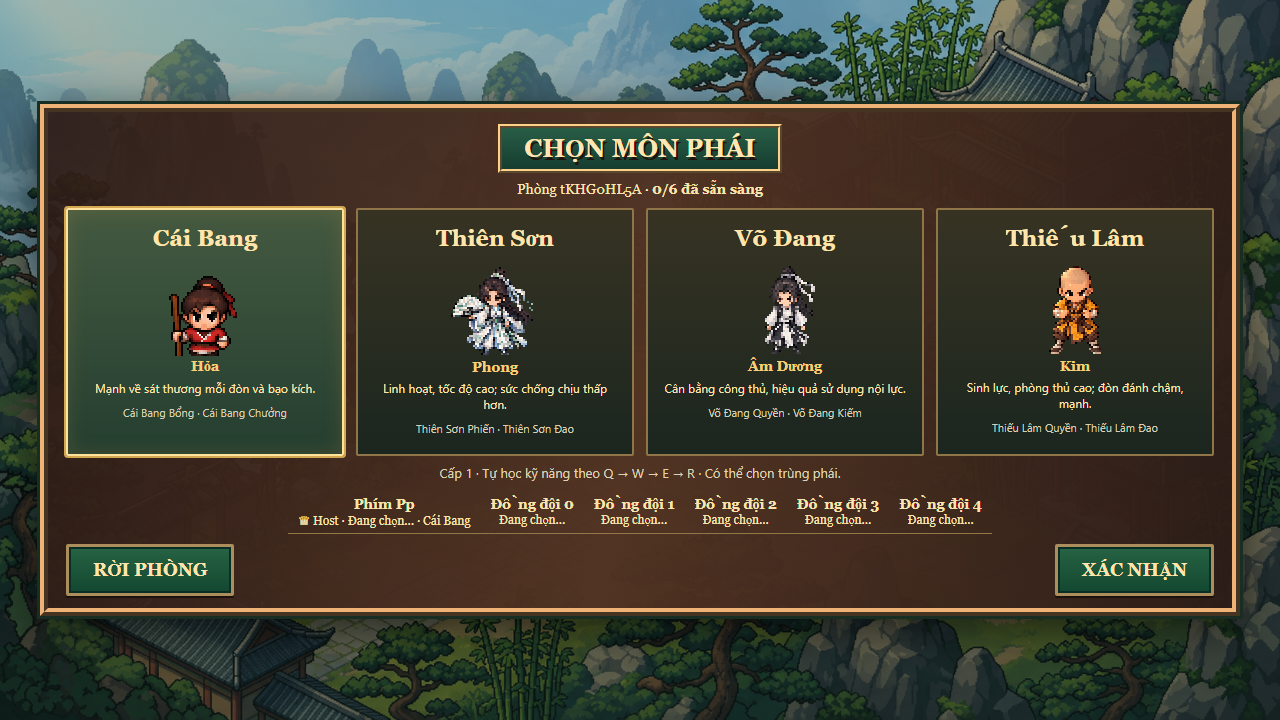 CHỌN MÔN PHÁI
Phòng tKHG0HL5A · 0/6 đã sẵn sàng
Cái Bang
Hỏa
Mạnh về sát thương mỗi đòn và bạo kích.
Cái Bang Bổng · Cái Bang Chưởng
Thiên Sơn
Phong
Linh hoạt, tốc độ cao; sức chống chịu thấp
hơn.
Thiên Sơn Phiến · Thiên Sơn Đao
Võ Đang
Âm Dương
Cân bằng công thủ, hiệu quả sử dụng nội lực.
Võ Đang Quyền · Võ Đang Kiếm
Thiếu Lâm
Kim
Sinh lực, phòng thủ cao; đòn đánh chậm,
mạnh.
Thiếu Lâm Quyền · Thiếu Lâm Đao
Cấp 1 · Tự học kỹ năng theo Q → W → E → R · Có thể chọn trùng phái.
Phím Pp
♛ Host · Đang chọn... · Cái Bang
Đồng đội 0
Đang chọn...
Đồng đội 1
Đang chọn...
Đồng đội 2
Đang chọn...
Đồng đội 3
Đang chọn...
Đồng đội 4
Đang chọn...
RỜI PHÒNG
XÁC NHẬN